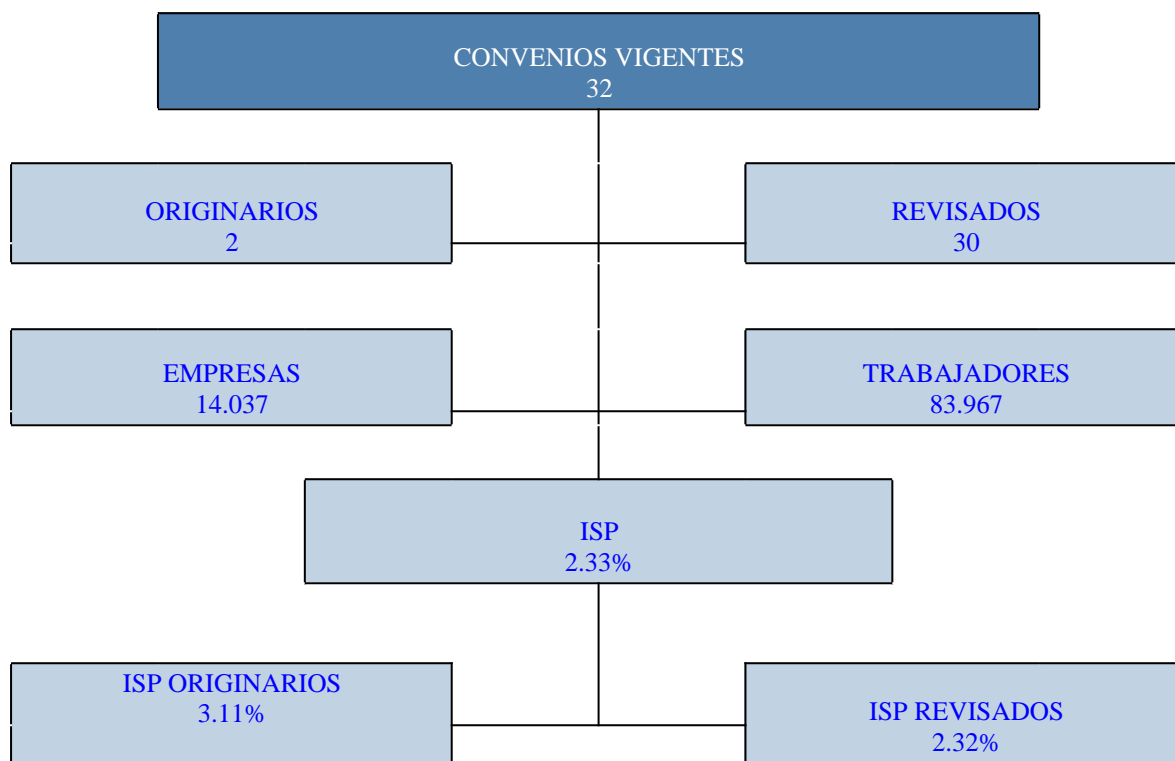 CONVENIOS VIGENTES
32
ORIGINARIOS
2
REVISADOS
30
EMPRESAS
14.037
TRABAJADORES
83.967
ISP
2.33%
ISP ORIGINARIOS
3.11%
ISP REVISADOS
2.32%